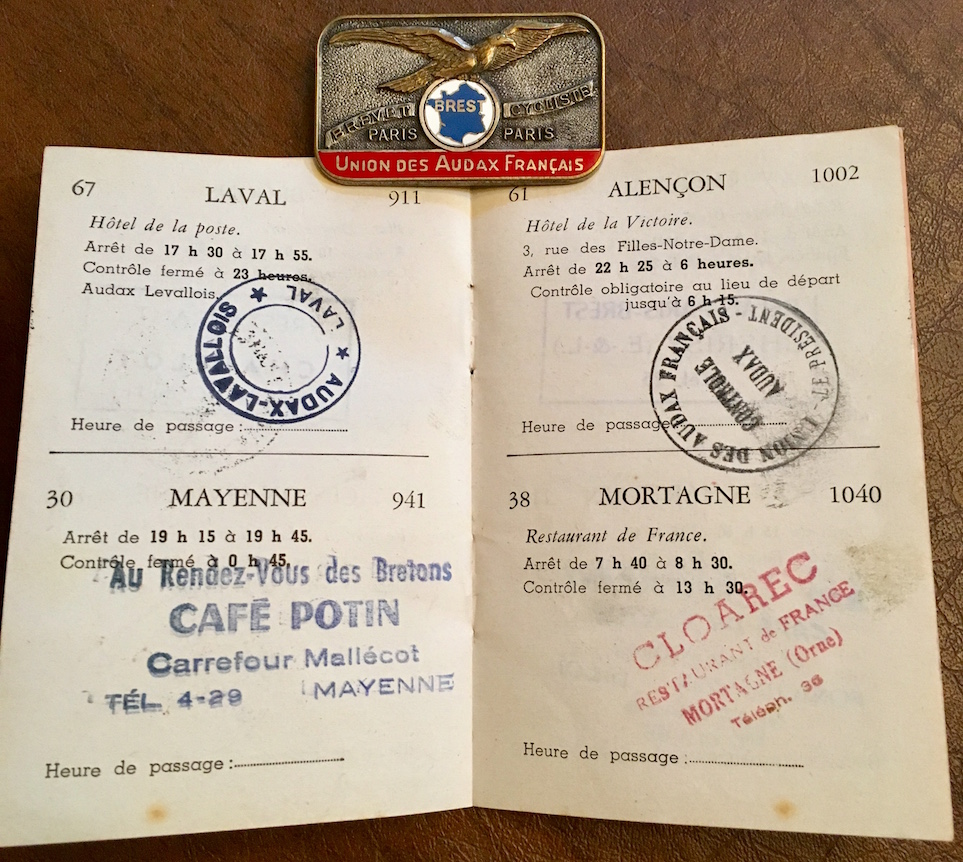 BREVET CYCLISTE
BREST
PARIS PARIS
UNION DES AUDAX FRANÇAIS
67 LAVAL 911
Hôtel de la poste.
Arrêt de 17 h 30 à 17 h 55.
Contrôle fermé à 23 heures.
Audax Levallois.
AUDAX-LAVALLOIS ★ LAVAL ★
Heure de passage :
30 MAYENNE 941
Arrêt de 19 h 15 à 19 h 45.
Contrôle fermé à 0 h 45.
Au Rendez-Vous des Bretons
CAFÉ POTIN
Carrefour Mallécot
TÉL. 4-29 MAYENNE
Heure de passage :
61 ALENÇON 1002
Hôtel de la Victoire.
3, rue des Filles-Notre-Dame.
Arrêt de 22 h 25 à 6 heures.
Contrôle obligatoire au lieu de départ
jusqu'à 6 h 15.
UNION DES AUDAX FRANÇAIS - LE PRÉSIDENT -
CONTROLE
AUDAX
Heure de passage
38 MORTAGNE 1040
Restaurant de France.
Arrêt de 7 h 40 à 8 h 30.
Contrôle fermé à 13 h 30.
CLOAREC
RESTAURANT de FRANCE
MORTAGNE (Orne)
Téléph. 36
Heure de passage :